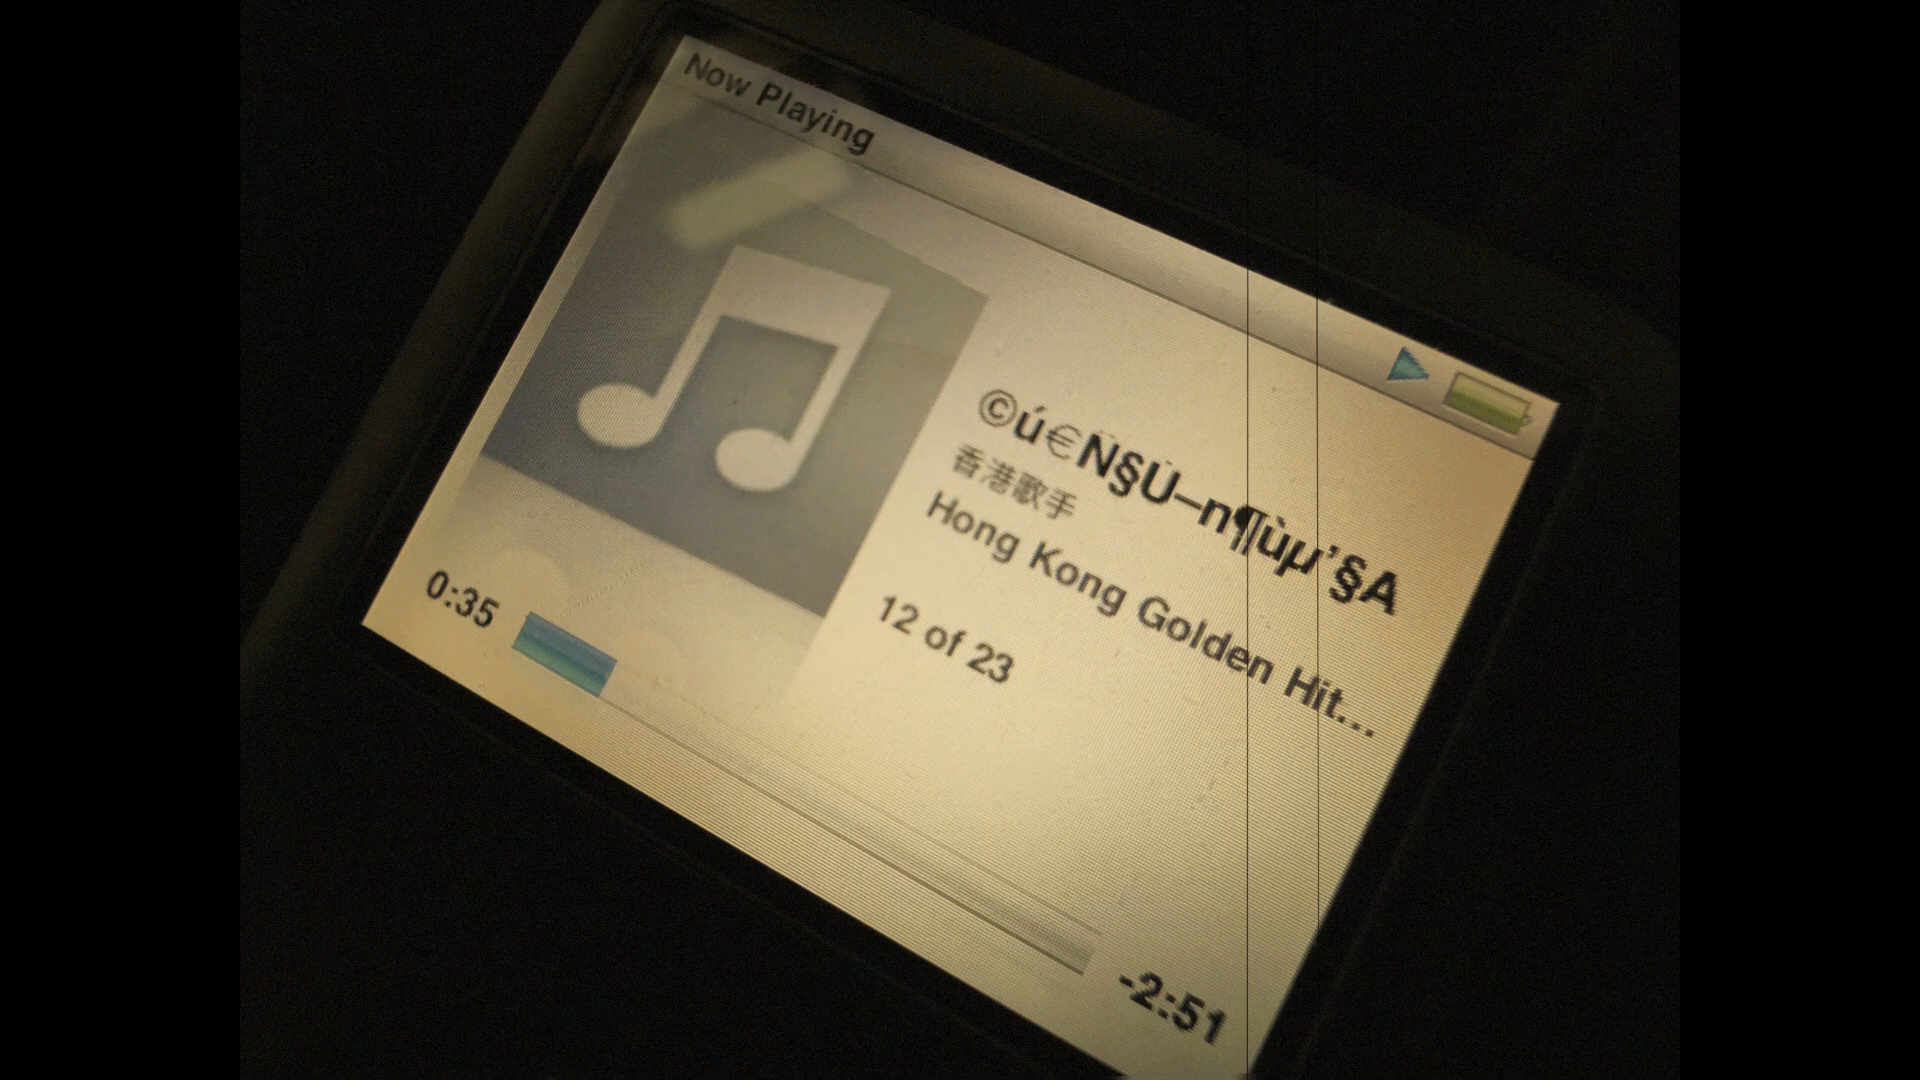 Now Playing
©ú€Ñ§Ú–n¶ùµ’§A
香港歌手
Hong Kong Golden Hit...
12 of 23
0:35
-2:51